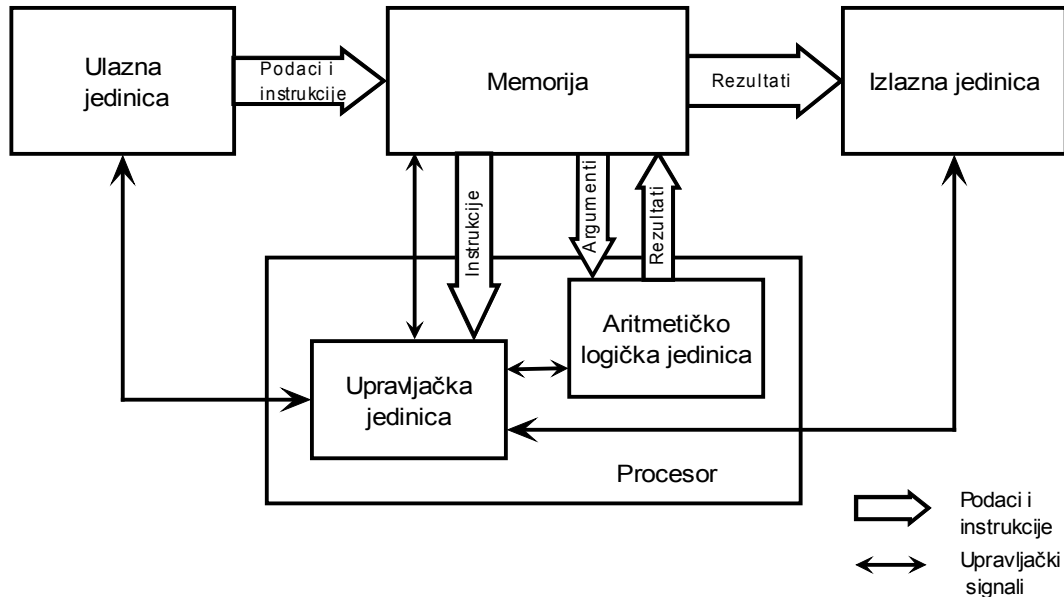 Ulazna
jedinica
Podaci i
instrukcije
Memorija
Rezultati
Izlazna jedinica
Instrukcije
Argumenti
Rezultati
Aritmetičko
logička jedinica
Upravljačka
jedinica
Procesor
Podaci i
instrukcije
Upravljački
signali